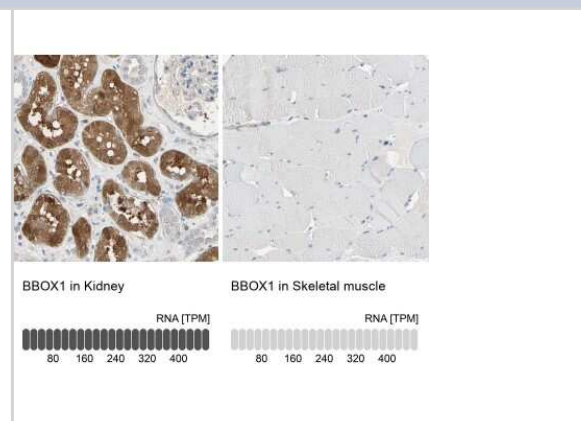 BBOX1 in Kidney
RNA [TPM]
80 160 240 320 400
BBOX1 in Skeletal muscle
RNA [TPM]
80 160 240 320 400